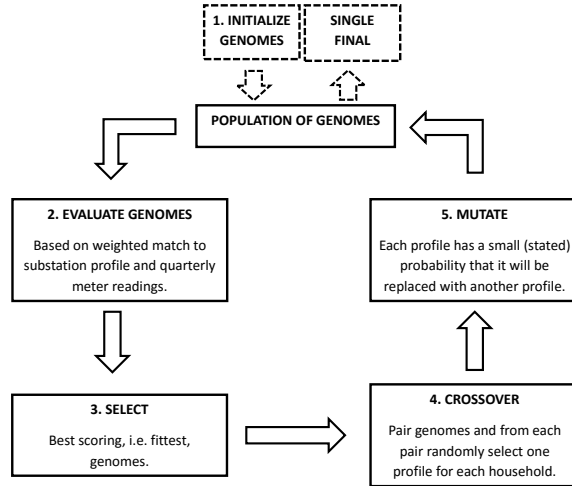 1. INITIALIZE
GENOMES
SINGLE
FINAL
POPULATION OF GENOMES
2. EVALUATE GENOMES
Based on weighted match to
substation profile and quarterly
meter readings.
5. MUTATE
Each profile has a small (stated)
probability that it will be
replaced with another profile.
3. SELECT
Best scoring, i.e. fittest,
genomes.
4. CROSSOVER
Pair genomes and from each
pair randomly select one
profile for each household.